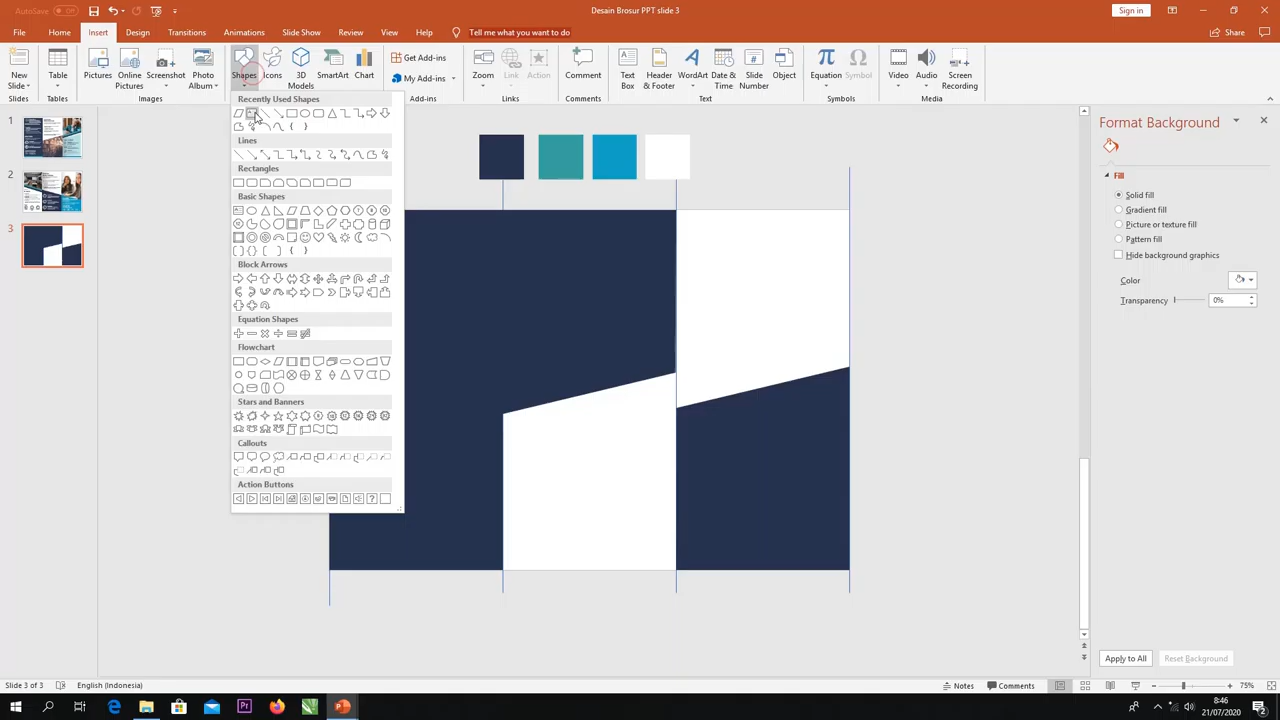 AutoSave Off
Desain Brosur PPT slide 3
Sign in
File Home Insert Design Transitions Animations Slide Show Review View Help Tell me what you want to do
Share
New Slides
Table
Pictures
Online Pictures
Screenshot
Photo Album
Shapes
Icons
3D Models
SmartArt
Chart
Get Add-ins
My Add-ins
Zoom
Link
Action
Comment
Text Box
Header & Footer
WordArt
Date & Time
Slide Number
Object
Equation
Symbol
Video
Audio
Screen Recording
Slides
Tables
Images
Add-ins
Links
Comments
Text
Symbols
Media
Recently Used Shapes
Lines
Rectangles
Basic Shapes
Block Arrows
Equation Shapes
Flowchart
Stars and Banners
Callouts
Action Buttons
1
2
3
Format Background
Fill
Solid fill
Gradient fill
Picture or texture fill
Pattern fill
Hide background graphics
Color
Transparency 0%
Apply to All
Reset Background
Slide 3 of 3
English (Indonesia)
Notes
Comments
75%
8:46
21/07/2020